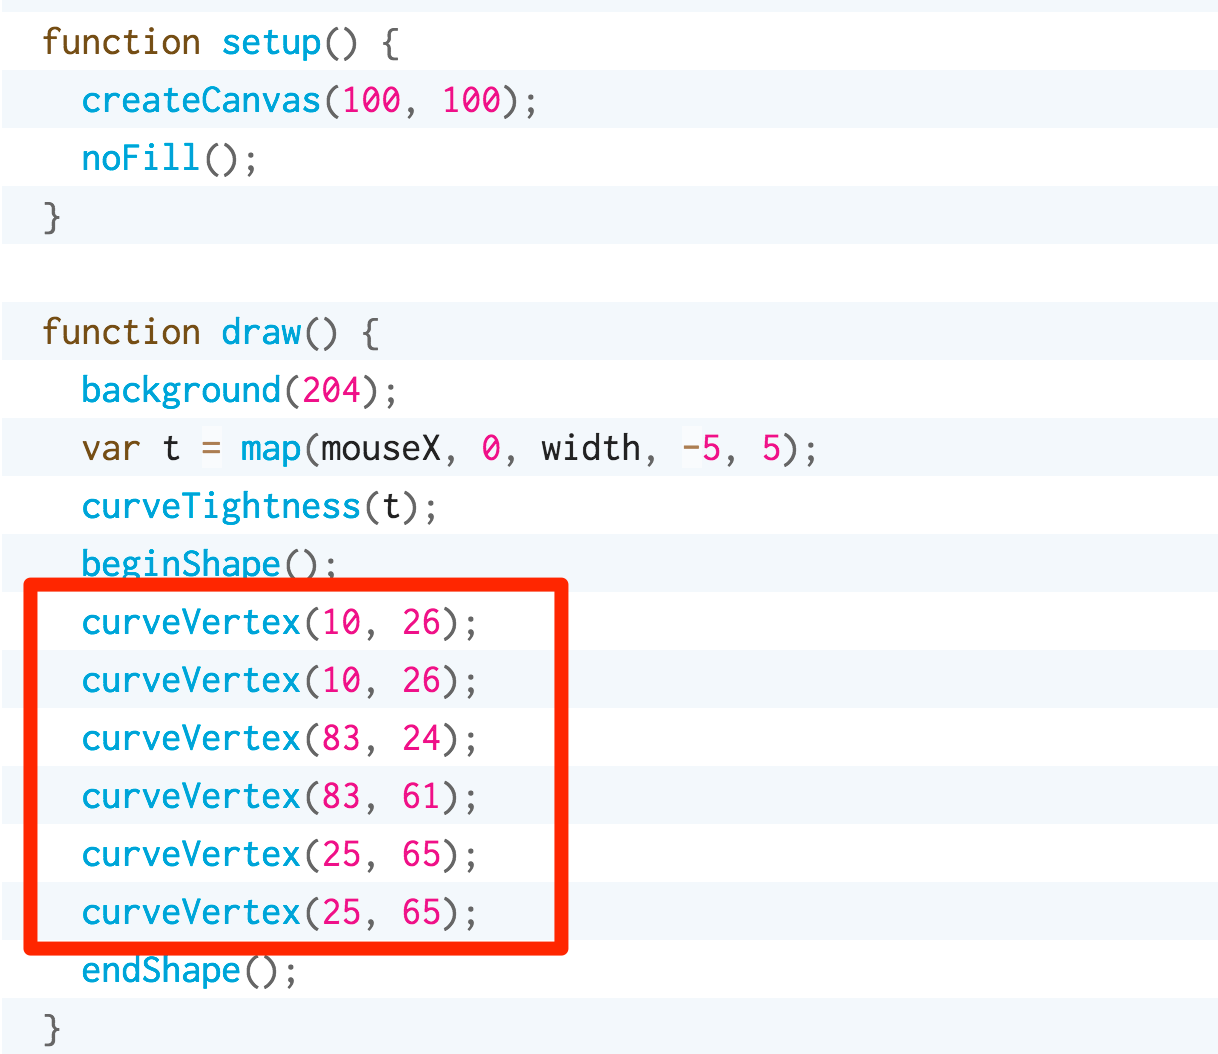 function setup() {
  createCanvas(100, 100);
  noFill();
}
function draw() {
  background(204);
  var t = map(mouseX, 0, width, -5, 5);
  curveTightness(t);
  beginShape();
  curveVertex(10, 26);
  curveVertex(10, 26);
  curveVertex(83, 24);
  curveVertex(83, 61);
  curveVertex(25, 65);
  curveVertex(25, 65);
  endShape();
}